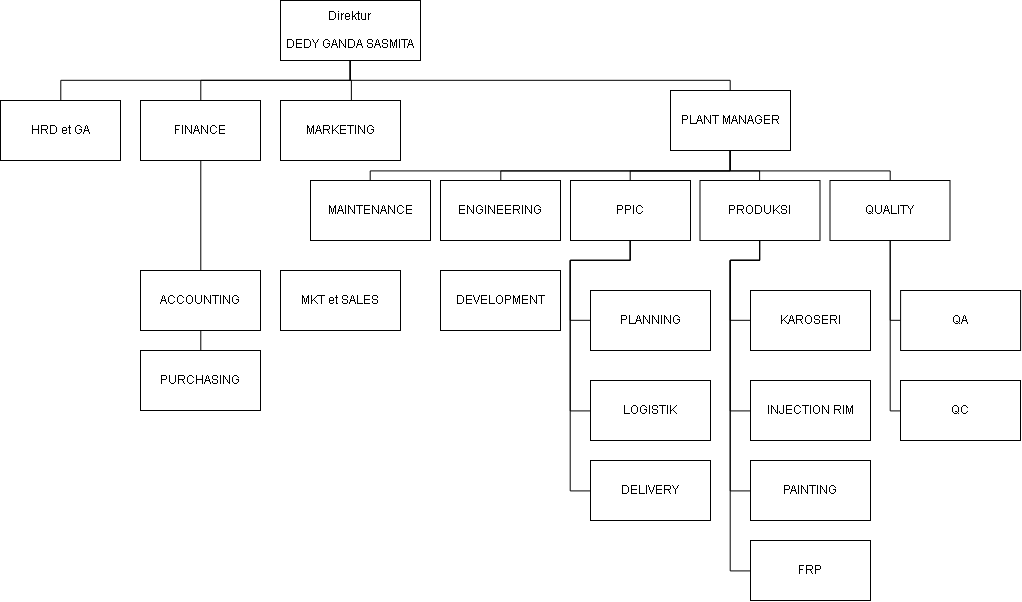 Direktur
DEDY GANDA SASMITA
HRD et GA
FINANCE
MARKETING
PLANT MANAGER
MAINTENANCE
ENGINEERING
PPIC
PRODUKSI
QUALITY
ACCOUNTING
MKT et SALES
DEVELOPMENT
PLANNING
KAROSERI
QA
PURCHASING
LOGISTIK
INJECTION RIM
QC
DELIVERY
PAINTING
FRP